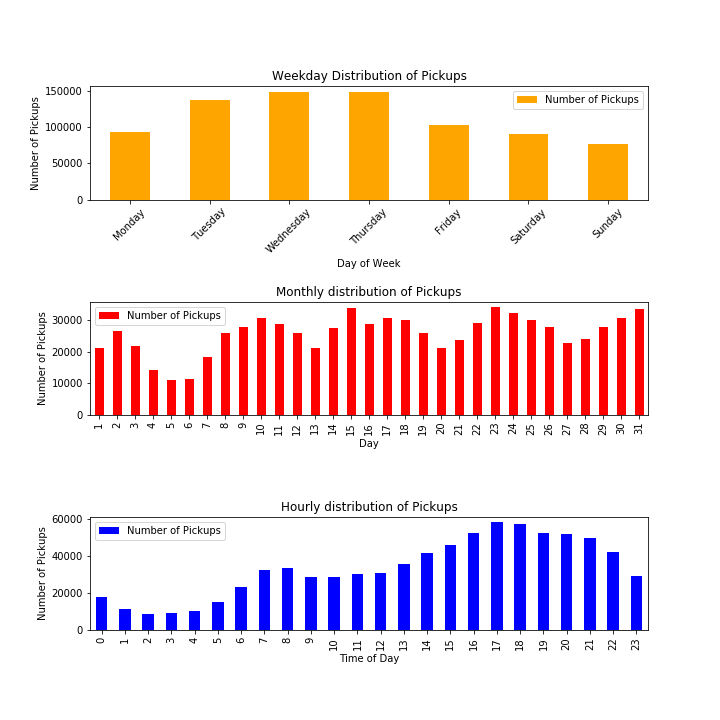 Weekday Distribution of Pickups
150000
100000
50000
0
Number of Pickups
Number of Pickups
Monday
Tuesday
Wednesday
Thursday
Friday
Saturday
Sunday
Day of Week
Monthly distribution of Pickups
30000
20000
10000
0
Number of Pickups
Number of Pickups
1 2 3 4 5 6 7 8 9 10 11 12 13 14 15 16 17 18 19 20 21 22 23 24 25 26 27 28 29 30 31
Day
Hourly distribution of Pickups
60000
40000
20000
0
Number of Pickups
Number of Pickups
0 1 2 3 4 5 6 7 8 9 10 11 12 13 14 15 16 17 18 19 20 21 22 23
Time of Day